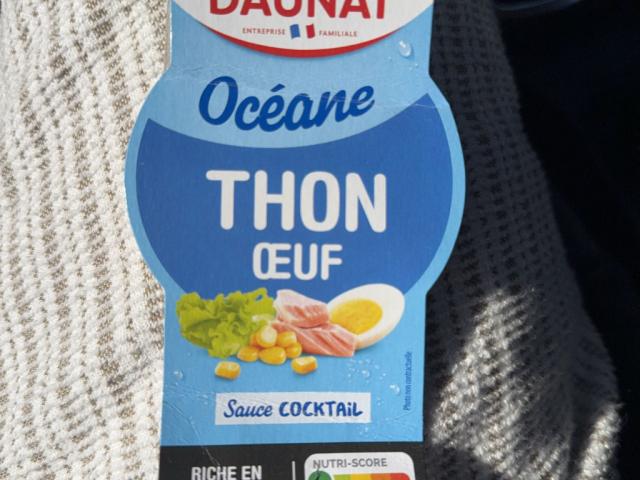 DAUNAT
ENTREPRISE FAMILIALE
Océane
THON
ŒUF
Sauce COCKTAIL
Photo non contractuelle
RICHE EN
NUTRI-SCORE